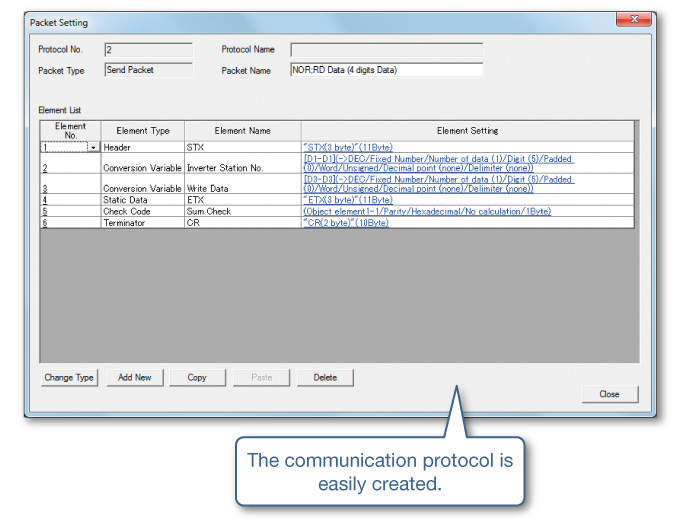 Packet Setting
Protocol No. 2 Protocol Name
Packet Type Send Packet Packet Name NOR;RD Data (4 digits Data)
Element List
Element No. Element Type Element Name Element Setting
1 Header STX "STX(3 byte)"(11Byte)
2 Conversion Variable Inverter Station No. [D1-D1](->DEC/Fixed Number/Number of data (1)/Digit (5)/Padded
(0)/Word/Unsigned/Decimal point (none)/Delimiter (none))
3 Conversion Variable Write Data [D3-D3](->DEC/Fixed Number/Number of data (1)/Digit (5)/Padded
(0)/Word/Unsigned/Decimal point (none)/Delimiter (none))
4 Static Data ETX "ETX(3 byte)"(11Byte)
5 Check Code Sum Check (Object element1-1/Parity/Hexadecimal/No calculation/1Byte)
6 Terminator CR "CR(2 byte)"(10Byte)
Change Type Add New Copy Paste Delete
Close
The communication protocol is
easily created.